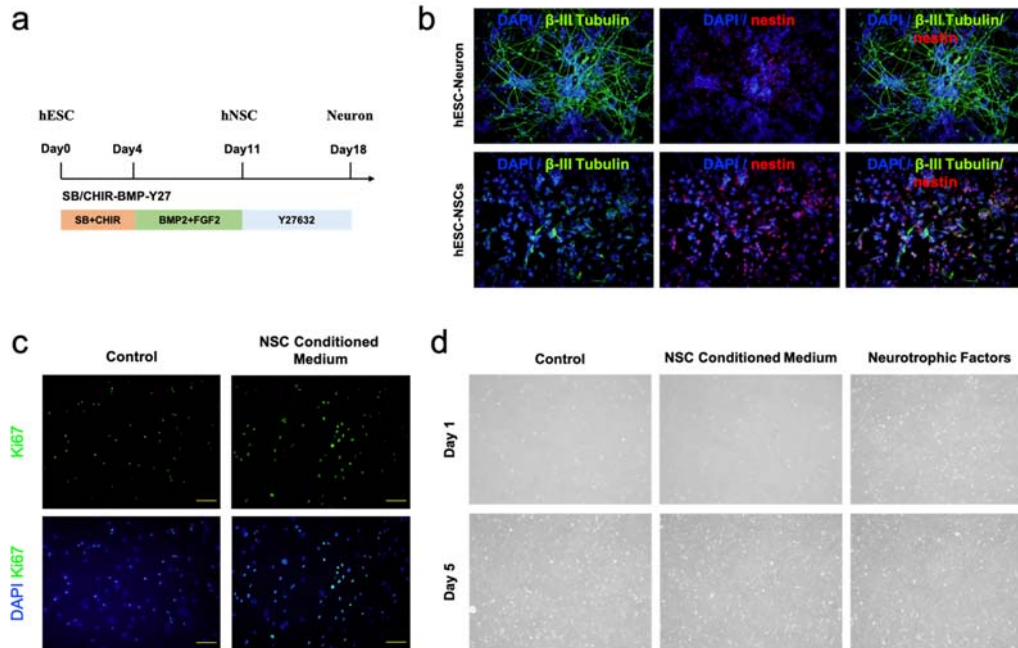 a
hESC hNSC Neuron
Day0 Day4 Day11 Day18
SB/CHIR-BMP-Y27
SB+CHIR BMP2+FGF2 Y27632
b
DAPI / β-III Tubulin
DAPI / nestin
DAPI / β-III Tubulin/
nestin
hESC-Neuron
DAPI / β-III Tubulin
DAPI / nestin
DAPI / β-III Tubulin/
nestin
hESC-NSCs
c
Control
NSC Conditioned
Medium
Ki67
DAPI Ki67
d
Control
NSC Conditioned Medium
Neurotrophic Factors
Day 1
Day 5